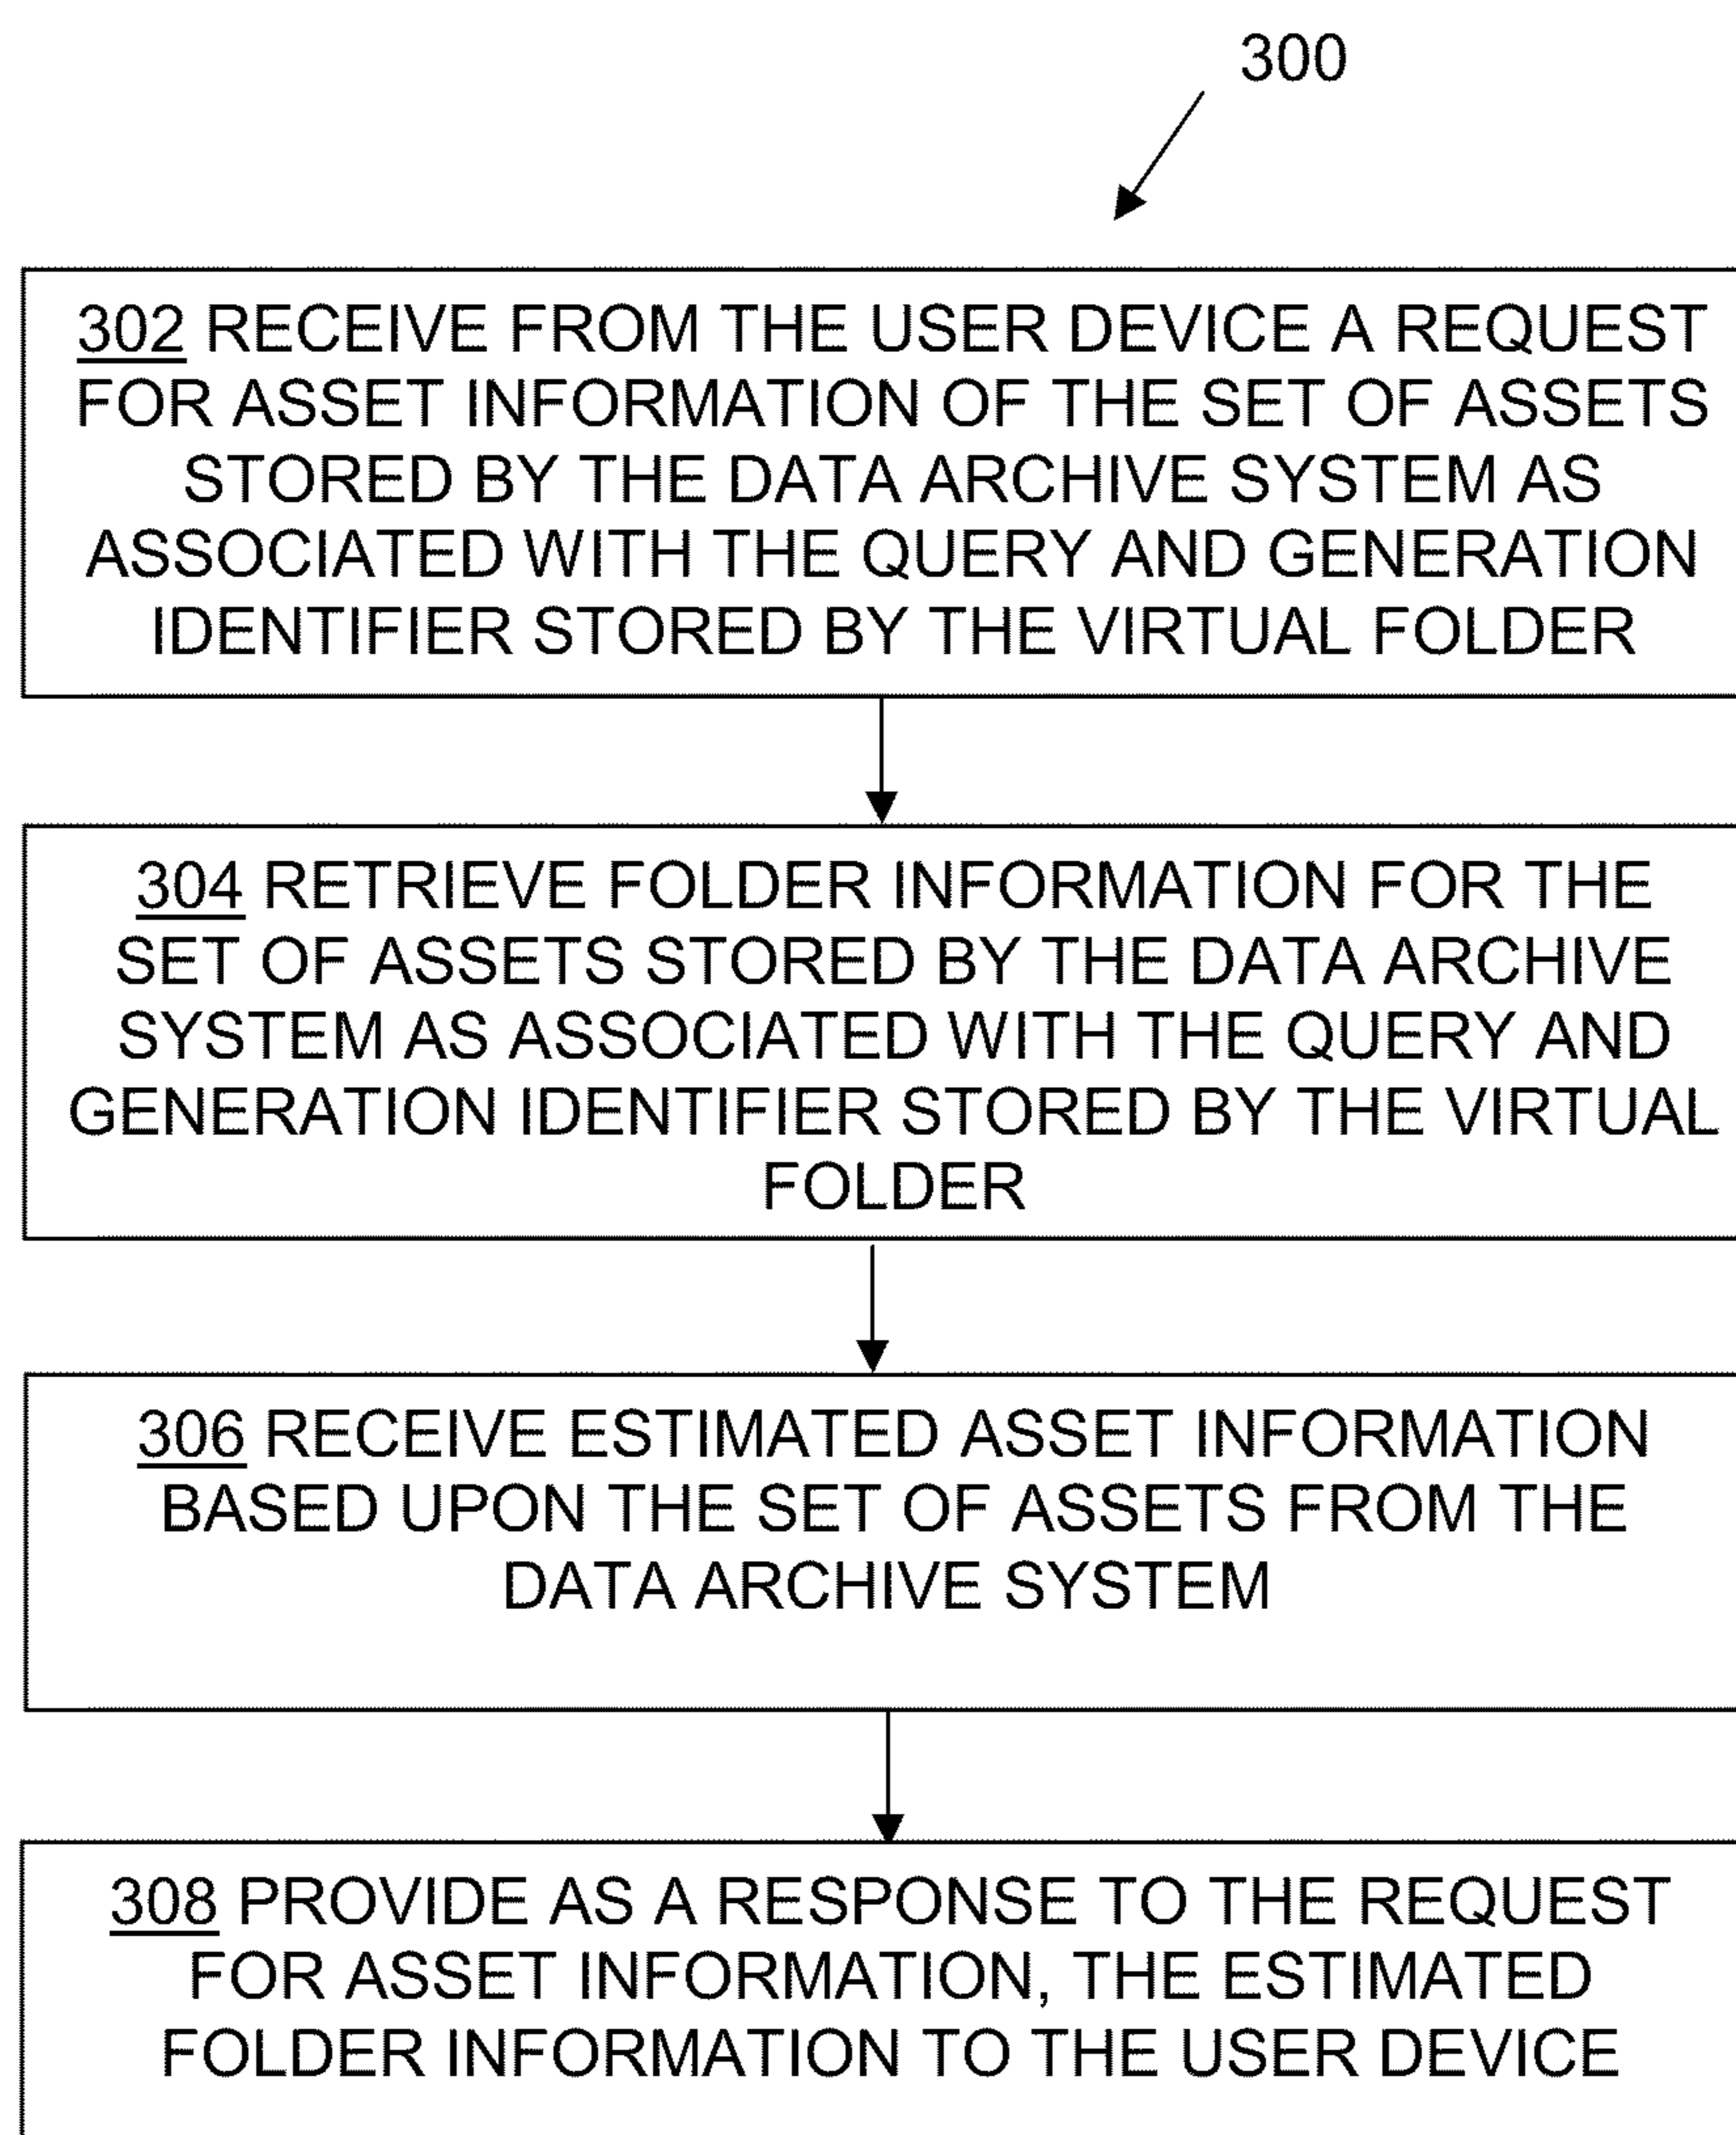 300
302 RECEIVE FROM THE USER DEVICE A REQUEST
FOR ASSET INFORMATION OF THE SET OF ASSETS
STORED BY THE DATA ARCHIVE SYSTEM AS
ASSOCIATED WITH THE QUERY AND GENERATION
IDENTIFIER STORED BY THE VIRTUAL FOLDER
304 RETRIEVE FOLDER INFORMATION FOR THE
SET OF ASSETS STORED BY THE DATA ARCHIVE
SYSTEM AS ASSOCIATED WITH THE QUERY AND
GENERATION IDENTIFIER STORED BY THE VIRTUAL
FOLDER
306 RECEIVE ESTIMATED ASSET INFORMATION
BASED UPON THE SET OF ASSETS FROM THE
DATA ARCHIVE SYSTEM
308 PROVIDE AS A RESPONSE TO THE REQUEST
FOR ASSET INFORMATION, THE ESTIMATED
FOLDER INFORMATION TO THE USER DEVICE